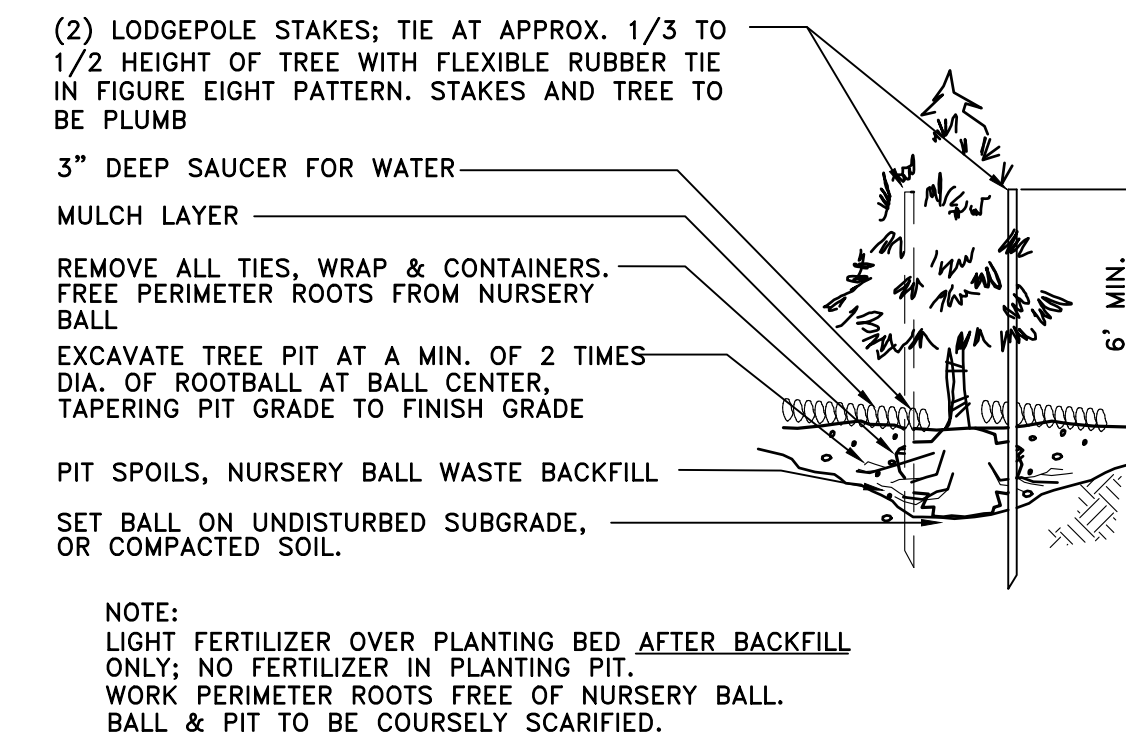 (2) LODGEPOLE STAKES; TIE AT APPROX. 1/3 TO
1/2 HEIGHT OF TREE WITH FLEXIBLE RUBBER TIE
IN FIGURE EIGHT PATTERN. STAKES AND TREE TO
BE PLUMB
3” DEEP SAUCER FOR WATER
MULCH LAYER
REMOVE ALL TIES, WRAP & CONTAINERS.
FREE PERIMETER ROOTS FROM NURSERY
BALL
EXCAVATE TREE PIT AT A MIN. OF 2 TIMES
DIA. OF ROOTBALL AT BALL CENTER,
TAPERING PIT GRADE TO FINISH GRADE
PIT SPOILS, NURSERY BALL WASTE BACKFILL
SET BALL ON UNDISTURBED SUBGRADE,
OR COMPACTED SOIL.
6’ MIN.
NOTE:
LIGHT FERTILIZER OVER PLANTING BED AFTER BACKFILL
ONLY; NO FERTILIZER IN PLANTING PIT.
WORK PERIMETER ROOTS FREE OF NURSERY BALL.
BALL & PIT TO BE COURSELY SCARIFIED.